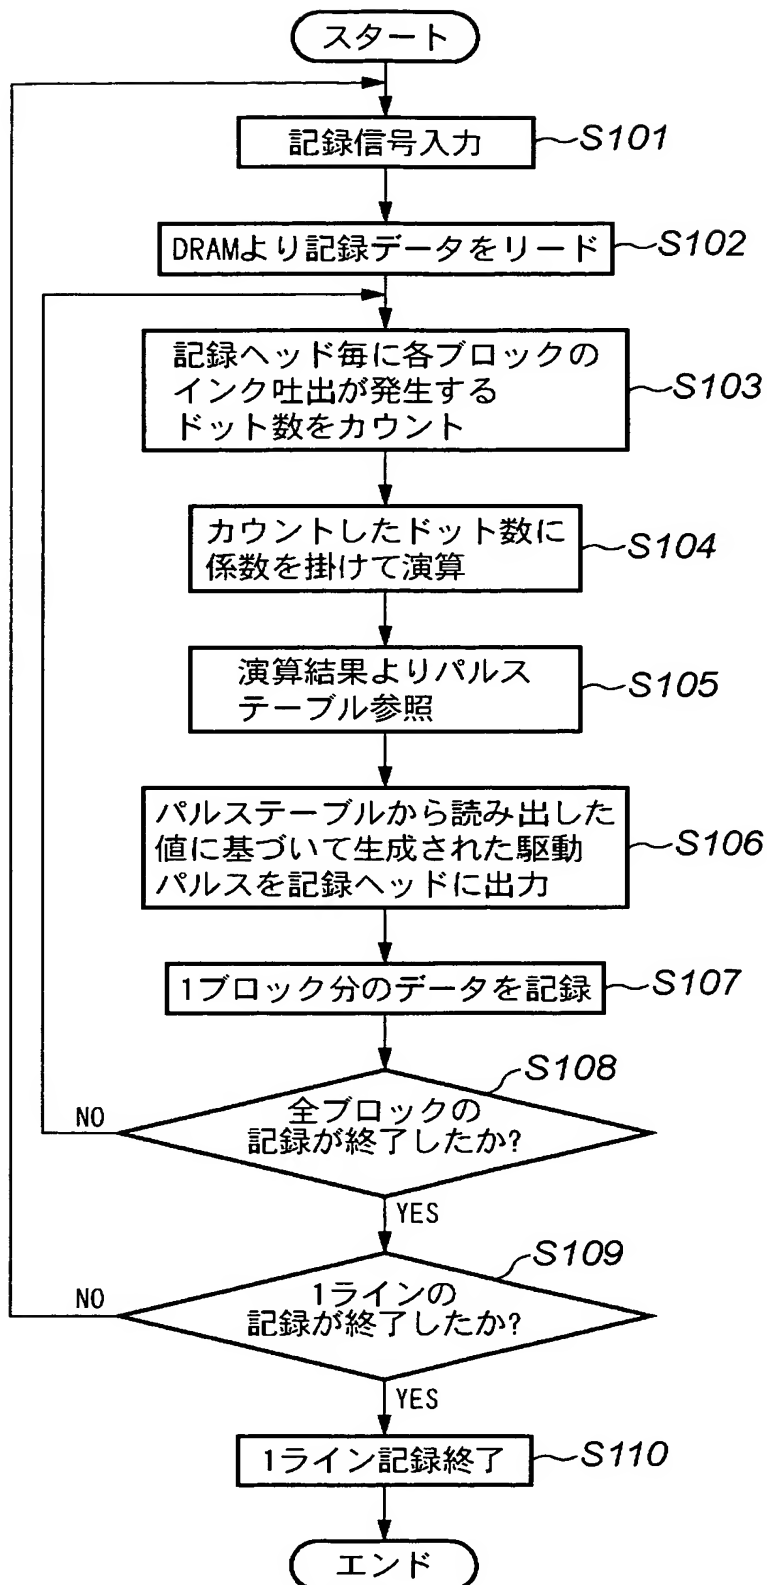 スタート
記録信号入力
S101
DRAMより記録データをリード
S102
記録ヘッド毎に各ブロックの
インク吐出が発生する
ドット数をカウント
S103
カウントしたドット数に
係数を掛けて演算
S104
演算結果よりパルス
テーブル参照
S105
パルステーブルから読み出した
値に基づいて生成された駆動
パルスを記録ヘッドに出力
S106
1ブロック分のデータを記録
S107
S108
全ブロックの
記録が終了したか?
NO
YES
S109
1ラインの
記録が終了したか?
NO
YES
1ライン記録終了
S110
エンド